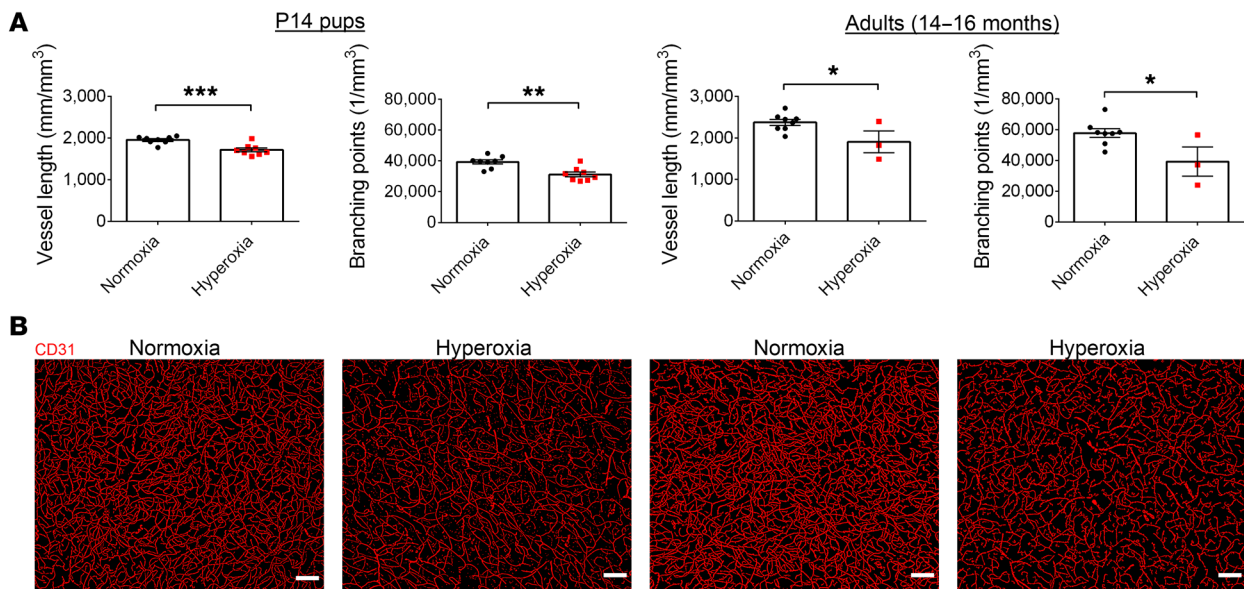 A
P14 pups
Adults (14–16 months)
Vessel length (mm/mm³)
3,000
2,000
1,000
0
***
Normoxia
Hyperoxia
Branching points (1/mm³)
80,000
60,000
40,000
20,000
0
**
Normoxia
Hyperoxia
Vessel length (mm/mm³)
3,000
2,000
1,000
0
*
Normoxia
Hyperoxia
Branching points (1/mm³)
80,000
60,000
40,000
20,000
0
*
Normoxia
Hyperoxia
B
CD31
Normoxia
Hyperoxia
Normoxia
Hyperoxia